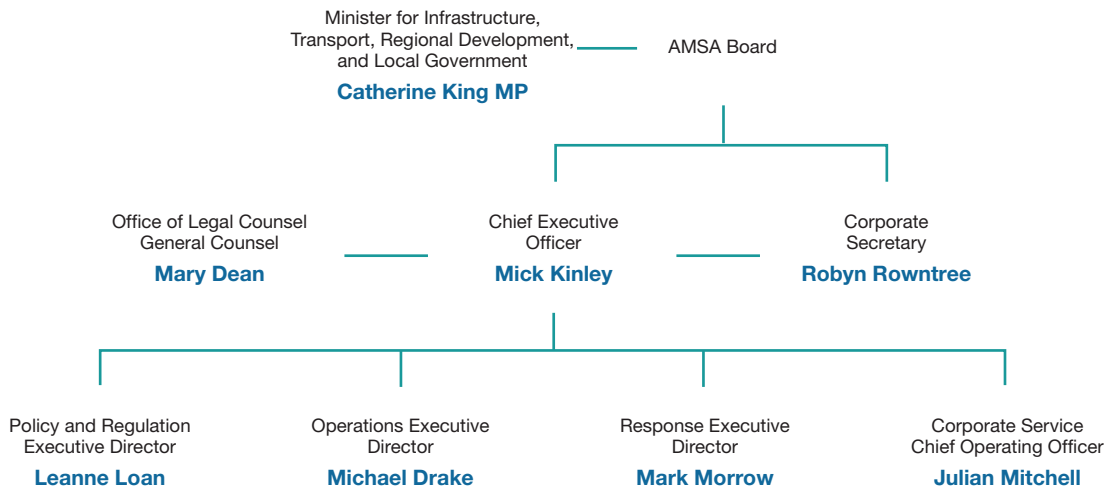 Minister for Infrastructure,
Transport, Regional Development,
and Local Government
Catherine King MP
AMSA Board
Office of Legal Counsel
General Counsel
Mary Dean
Chief Executive
Officer
Mick Kinley
Corporate
Secretary
Robyn Rowntree
Policy and Regulation
Executive Director
Leanne Loan
Operations Executive
Director
Michael Drake
Response Executive
Director
Mark Morrow
Corporate Service
Chief Operating Officer
Julian Mitchell